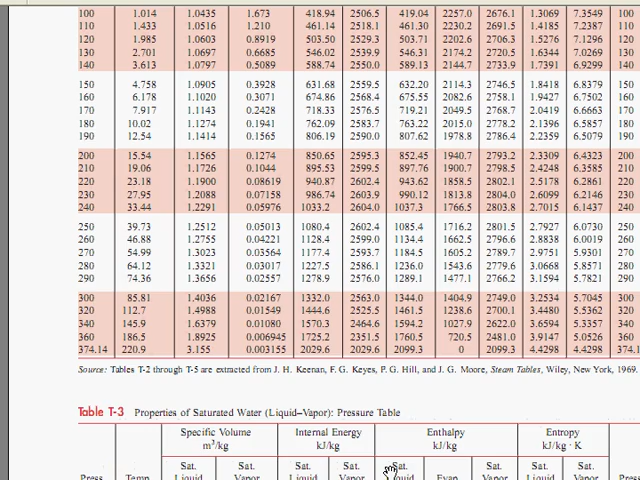 100 1.014 1.0435 1.673 418.94 2506.5 419.04 2257.0 2676.1 1.3069 7.3549 100
110 1.433 1.0516 1.210 461.14 2518.1 461.30 2230.2 2691.5 1.4185 7.2387 110
120 1.985 1.0603 0.8919 503.50 2529.3 503.71 2202.6 2706.3 1.5276 7.1296 120
130 2.701 1.0697 0.6685 546.02 2539.9 546.31 2174.2 2720.5 1.6344 7.0269 130
140 3.613 1.0797 0.5089 588.74 2550.0 589.13 2144.7 2733.9 1.7391 6.9299 140
150 4.758 1.0905 0.3928 631.68 2559.5 632.20 2114.3 2746.5 1.8418 6.8379 150
160 6.178 1.1020 0.3071 674.86 2568.4 675.55 2082.6 2758.1 1.9427 6.7502 160
170 7.917 1.1143 0.2428 718.33 2576.5 719.21 2049.5 2768.7 2.0419 6.6663 170
180 10.02 1.1274 0.1941 762.09 2583.7 763.22 2015.0 2778.2 2.1396 6.5857 180
190 12.54 1.1414 0.1565 806.19 2590.0 807.62 1978.8 2786.4 2.2359 6.5079 190
200 15.54 1.1565 0.1274 850.65 2595.3 852.45 1940.7 2793.2 2.3309 6.4323 200
210 19.06 1.1726 0.1044 895.53 2599.5 897.76 1900.7 2798.5 2.4248 6.3585 210
220 23.18 1.1900 0.08619 940.87 2602.4 943.62 1858.5 2802.1 2.5178 6.2861 220
230 27.95 1.2088 0.07158 986.74 2603.9 990.12 1813.8 2804.0 2.6099 6.2146 230
240 33.44 1.2291 0.05976 1033.2 2604.0 1037.3 1766.5 2803.8 2.7015 6.1437 240
250 39.73 1.2512 0.05013 1080.4 2602.4 1085.4 1716.2 2801.5 2.7927 6.0730 250
260 46.88 1.2755 0.04221 1128.4 2599.0 1134.4 1662.5 2796.6 2.8838 6.0019 260
270 54.99 1.3023 0.03564 1177.4 2593.7 1184.5 1605.2 2789.7 2.9751 5.9301 270
280 64.12 1.3321 0.03017 1227.5 2586.1 1236.0 1543.6 2779.6 3.0668 5.8571 280
290 74.36 1.3656 0.02557 1278.9 2576.0 1289.1 1477.1 2766.2 3.1594 5.7821 290
300 85.81 1.4036 0.02167 1332.0 2563.0 1344.0 1404.9 2749.0 3.2534 5.7045 300
320 112.7 1.4988 0.01549 1444.6 2525.5 1461.5 1238.6 2700.1 3.4480 5.5362 320
340 145.9 1.6379 0.01080 1570.3 2464.6 1594.2 1027.9 2622.0 3.6594 5.3357 340
360 186.5 1.8925 0.006945 1725.2 2351.5 1760.5 720.5 2481.0 3.9147 5.0526 360
374.14 220.9 3.155 0.003155 2029.6 2029.6 2099.3 0 2099.3 4.4298 4.4298 374.1
Source: Tables T-2 through T-5 are extracted from J. H. Keenan, F. G. Keyes, P. G. Hill, and J. G. Moore, Steam Tables, Wiley, New York, 1969.
Table T-3 Properties of Saturated Water (Liquid–Vapor): Pressure Table
Specific Volume Internal Energy Enthalpy Entropy
m³/kg kJ/kg kJ/kg kJ/kg · K
Sat. Sat. Sat. Sat. Sat. Sat. Sat. Sat.
Press Temp Liquid Vapor Liquid Vapor Liquid Evap Vapor Liquid Vapor Press